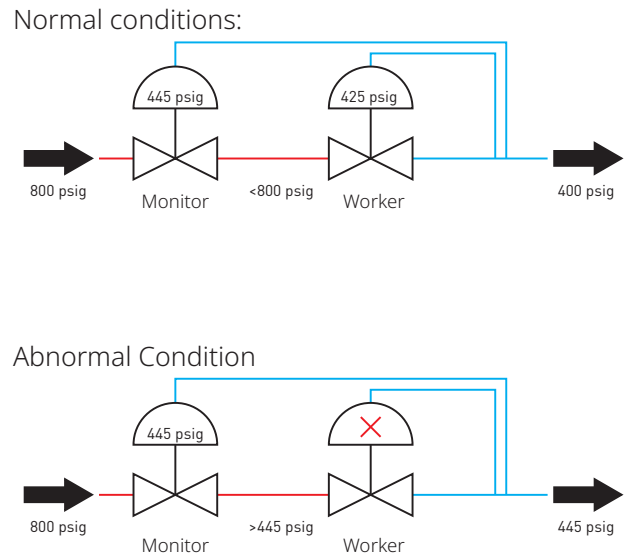 Normal conditions:
445 psig
425 psig
800 psig
<800 psig
400 psig
Monitor
Worker
Abnormal Condition
445 psig
800 psig
>445 psig
445 psig
Monitor
Worker